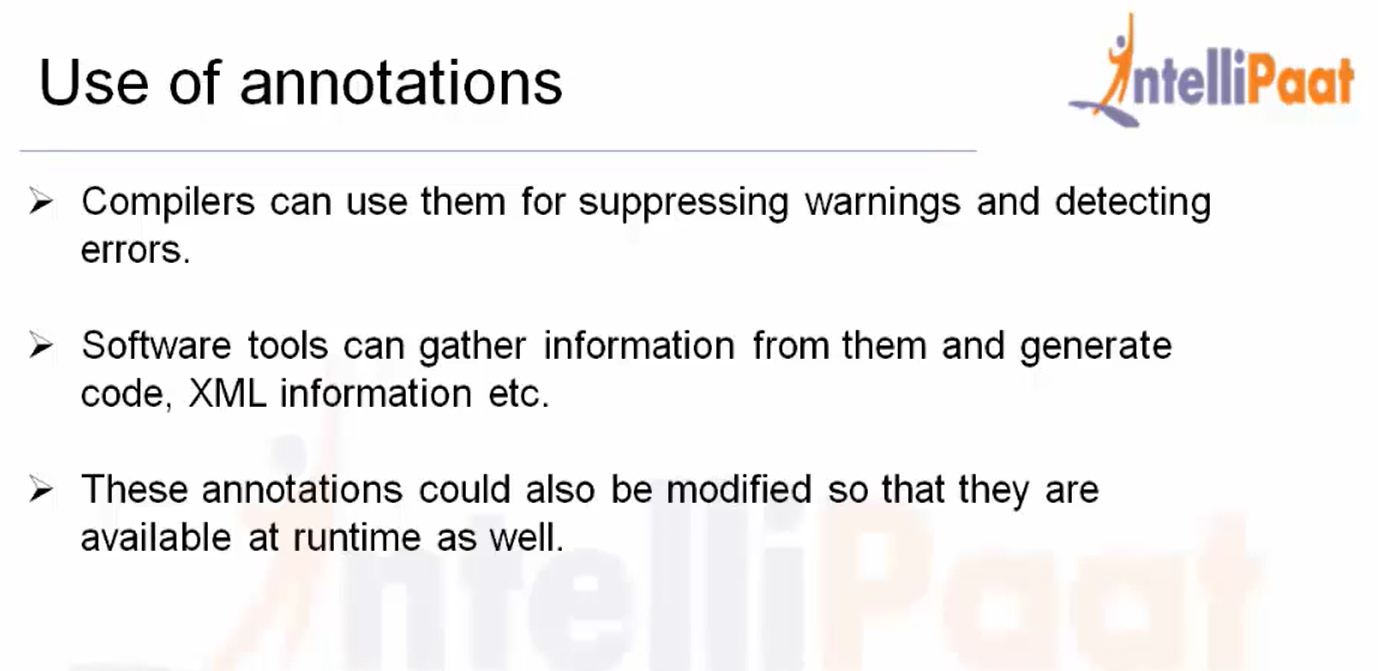 Use of annotations
IntelliPaat
Compilers can use them for suppressing warnings and detecting
errors.
Software tools can gather information from them and generate
code, XML information etc.
These annotations could also be modified so that they are
available at runtime as well.
IntelliPaat